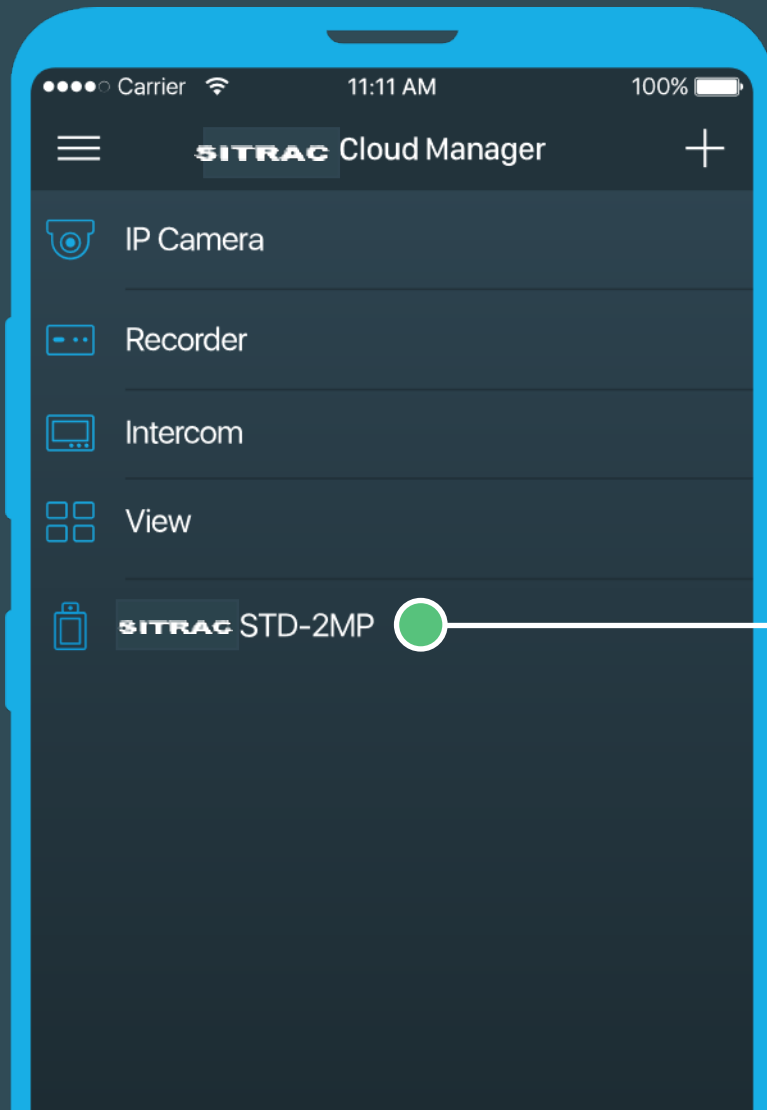 Carrier 11:11 AM 100%
SITRAC Cloud Manager
IP Camera
Recorder
Intercom
View
SITRAC STD-2MP